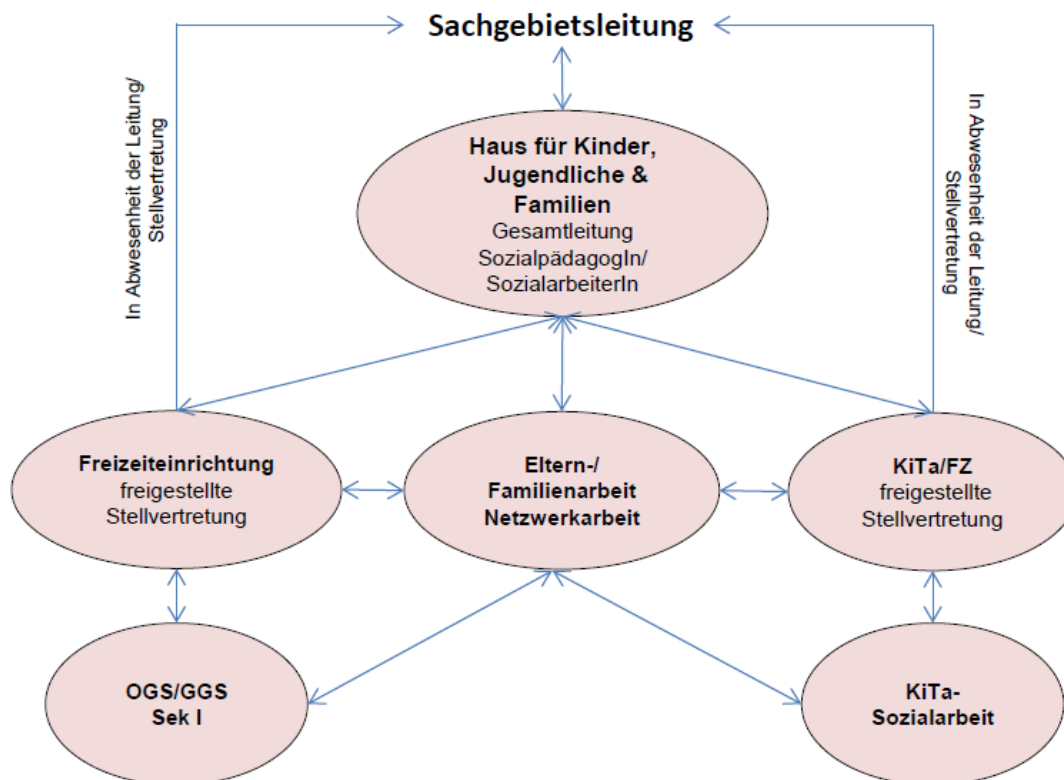 Sachgebietsleitung
In Abwesenheit der Leitung/
Stellvertretung
In Abwesenheit der Leitung/
Stellvertretung
Haus für Kinder,
Jugendliche &
Familien
Gesamtleitung
SozialpädagogIn/
SozialarbeiterIn
Freizeiteinrichtung
freigestellte
Stellvertretung
Eltern-/
Familienarbeit
Netzwerkarbeit
KiTa/FZ
freigestellte
Stellvertretung
OGS/GGS
Sek I
KiTa-
Sozialarbeit